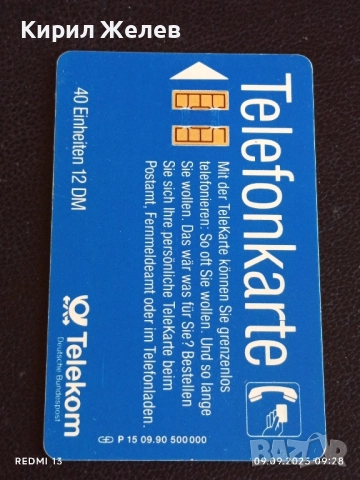 Кирил Желев
Telefonkarte
Mit der TeleKarte können Sie grenzenlos
telefonieren: So oft Sie wollen. Und so lange
Sie wollen. Das wär was für Sie? Bestellen
Sie sich Ihre persönliche TeleKarte beim
Postamt, Fernmeldeamt oder im Telefonladen.
40 Einheiten 12 DM
Telekom
Deutsche Bundespost
P 15 09.90 500 000
REDMI 13
09.09.2025 09:28
BAZAR